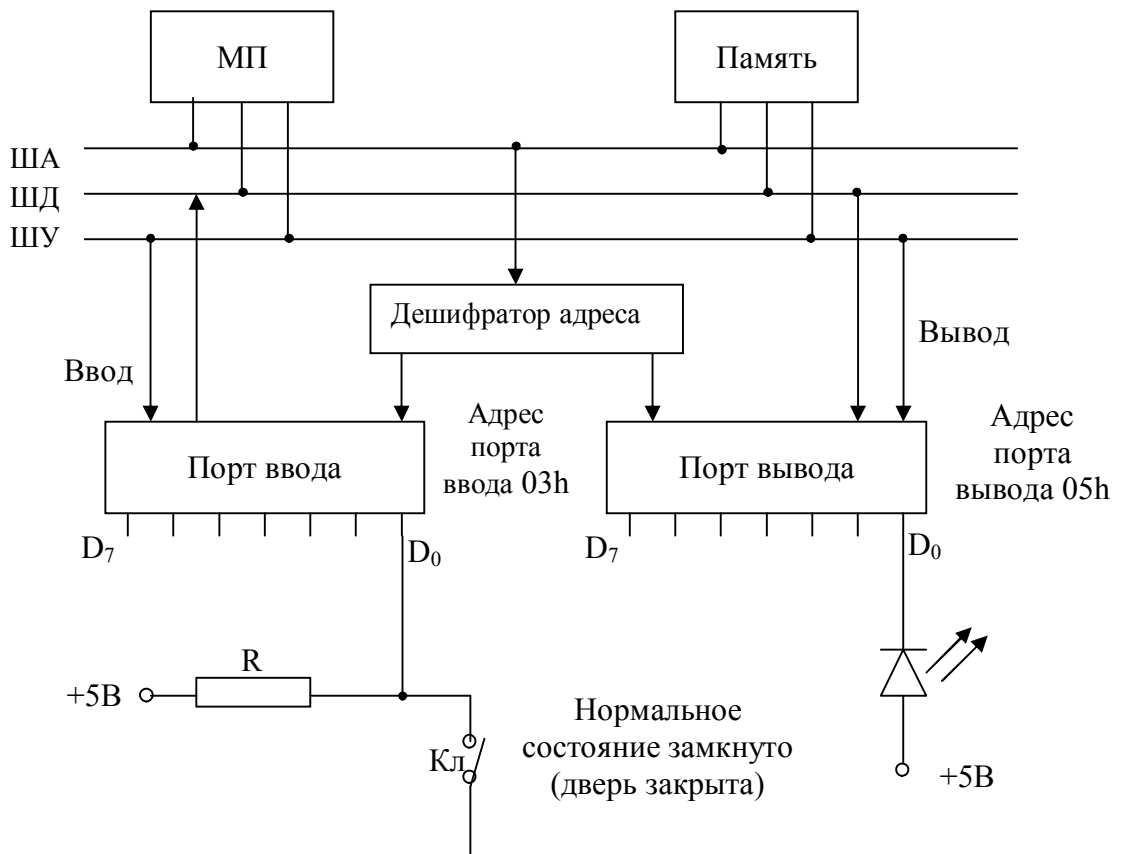 МП
Память
ША
ШД
ШУ
Дешифратор адреса
Ввод
Вывод
Порт ввода
Адрес
порта
ввода 03h
Порт вывода
Адрес
порта
вывода 05h
D₇
D₀
D₇
D₀
R
+5В
Кл
Нормальное
состояние замкнуто
(дверь закрыта)
+5В